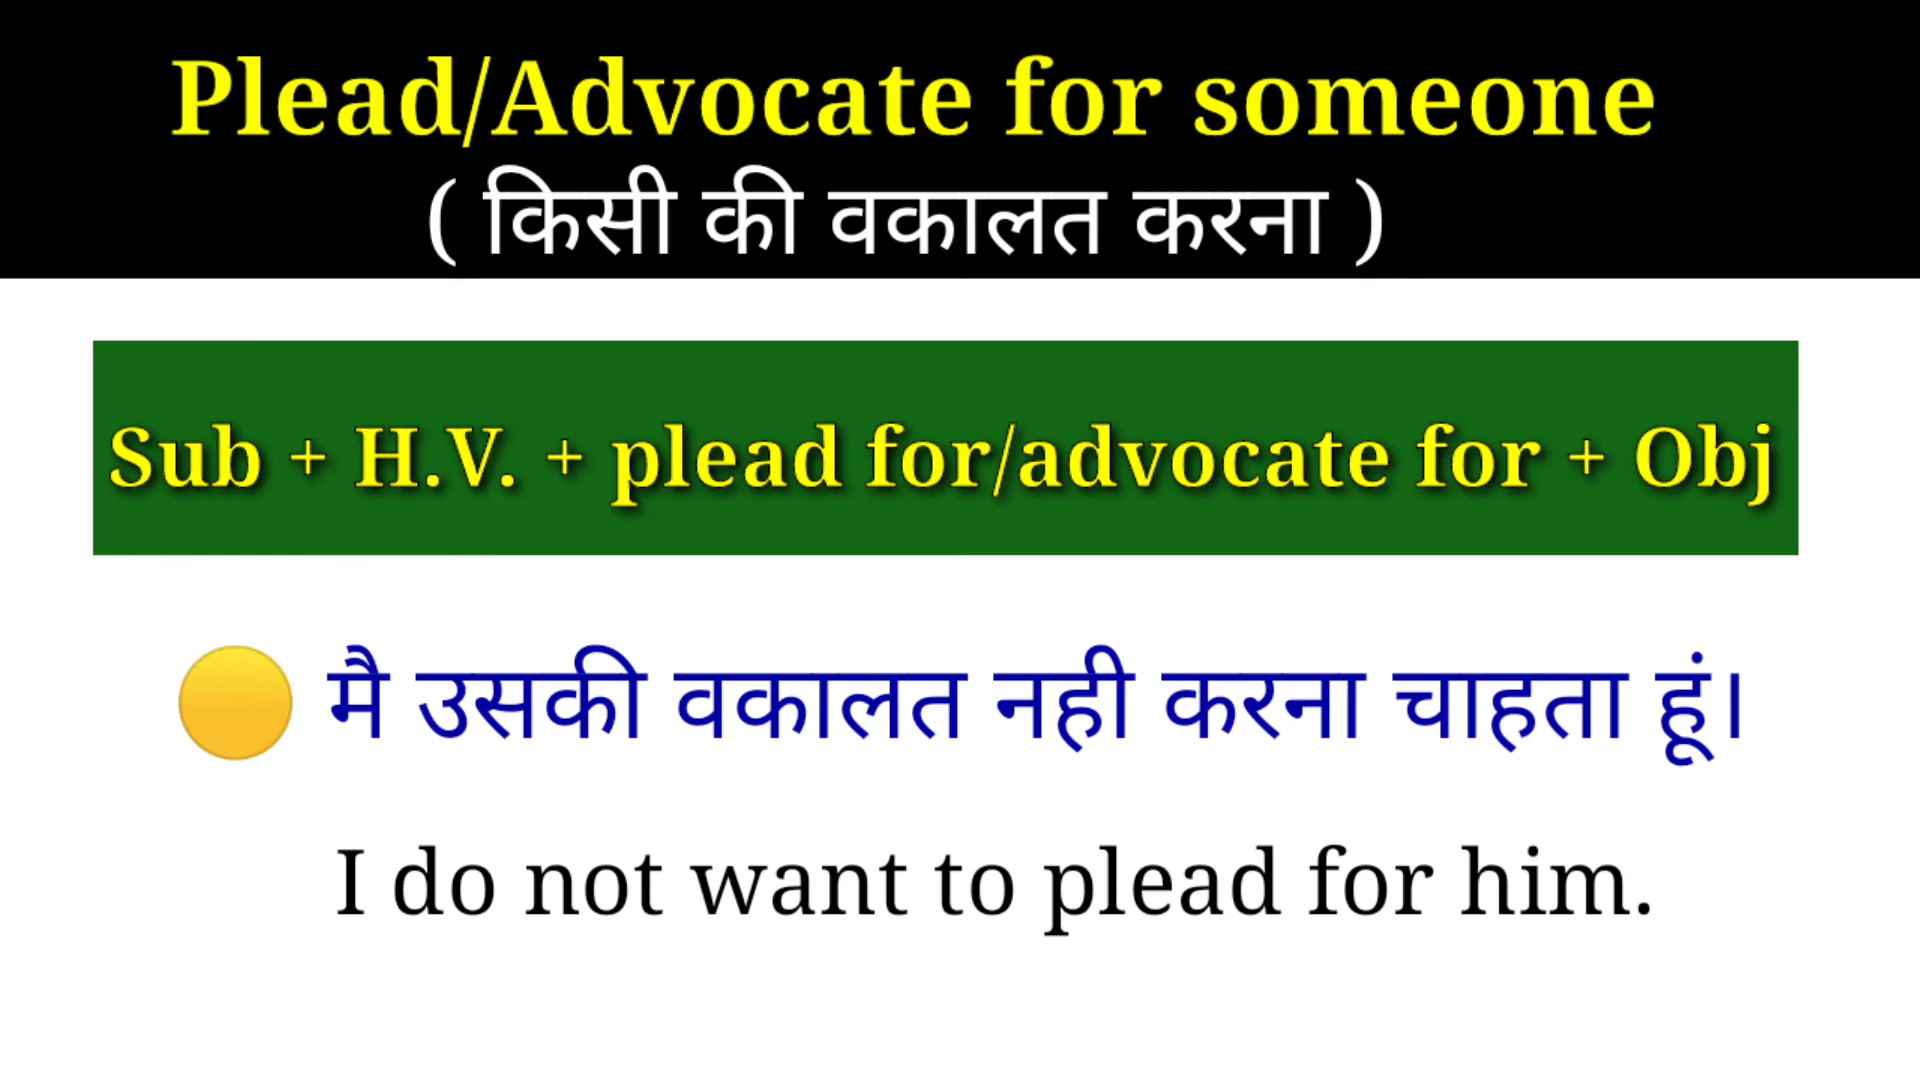 Plead/Advocate for someone
( किसी की वकालत करना )
Sub + H.V. + plead for/advocate for + Obj
मै उसकी वकालत नही करना चाहता हूं।
I do not want to plead for him.